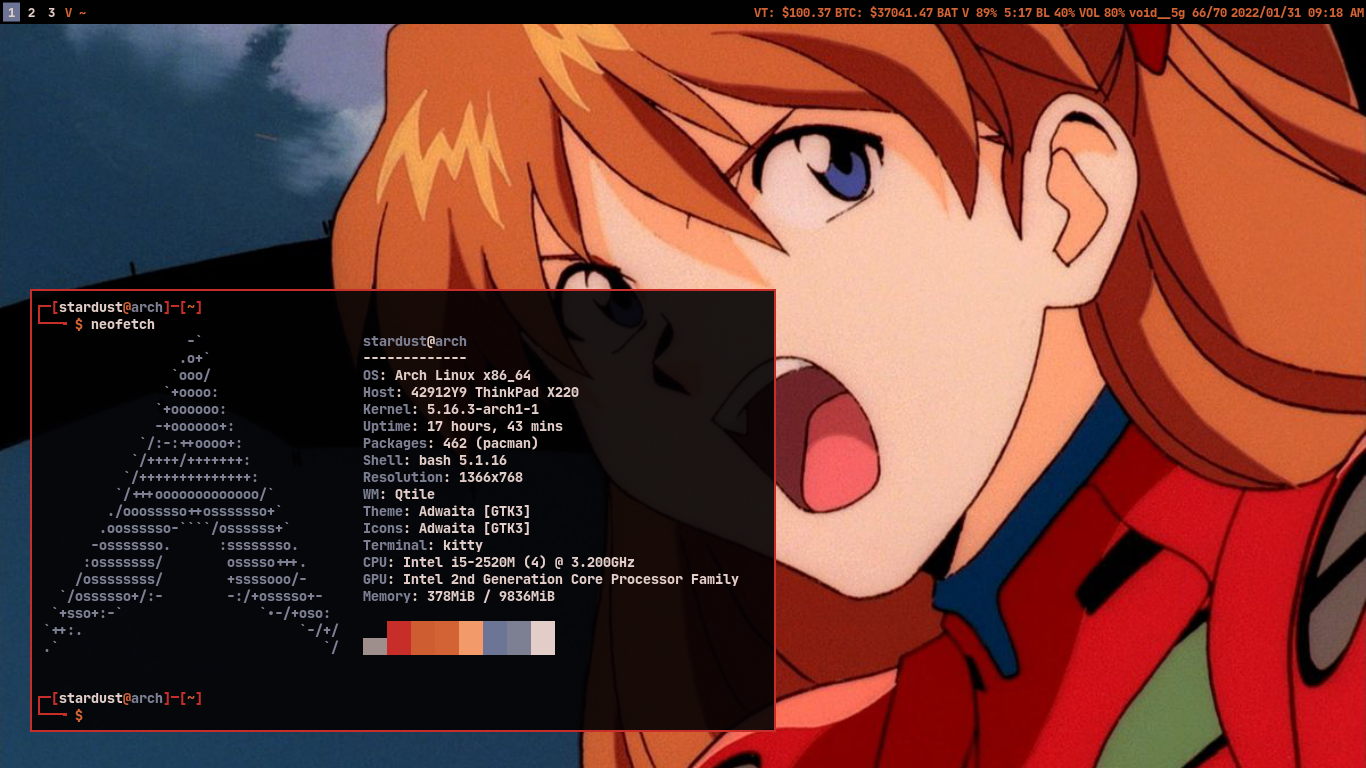 1 2 3 V ~ VT: $100.37 BTC: $37041.47 BAT V 89% 5:17 BL 40% VOL 80% void__5g 66/70 2022/01/31 09:18 AM
┌─[stardust@arch]─[~]
└──╼ $ neofetch
-`
.o+`
`ooo/
`+oooo:
`+oooooo:
-+oooooo+:
`/:-:++oooo+:
`/++++/+++++++:
`/++++++++++++++:
`/+++ooooooooooooo/`
./ooosssso++osssssso+`
.oossssso-````/ossssss+`
-osssssso.      :ssssssso.
:osssssss/        osssso+++.
/ossssssss/        +ssssooo/-
`/ossssso+/:-        -:/+osssso+-
`+sso+:-`                 `.-/+oso:
`++:.                           `-/+/
.`                                 `/
stardust@arch
-------------
OS: Arch Linux x86_64
Host: 42912Y9 ThinkPad X220
Kernel: 5.16.3-arch1-1
Uptime: 17 hours, 43 mins
Packages: 462 (pacman)
Shell: bash 5.1.16
Resolution: 1366x768
WM: Qtile
Theme: Adwaita [GTK3]
Icons: Adwaita [GTK3]
Terminal: kitty
CPU: Intel i5-2520M (4) @ 3.200GHz
GPU: Intel 2nd Generation Core Processor Family
Memory: 378MiB / 9836MiB
┌─[stardust@arch]─[~]
└──╼ $